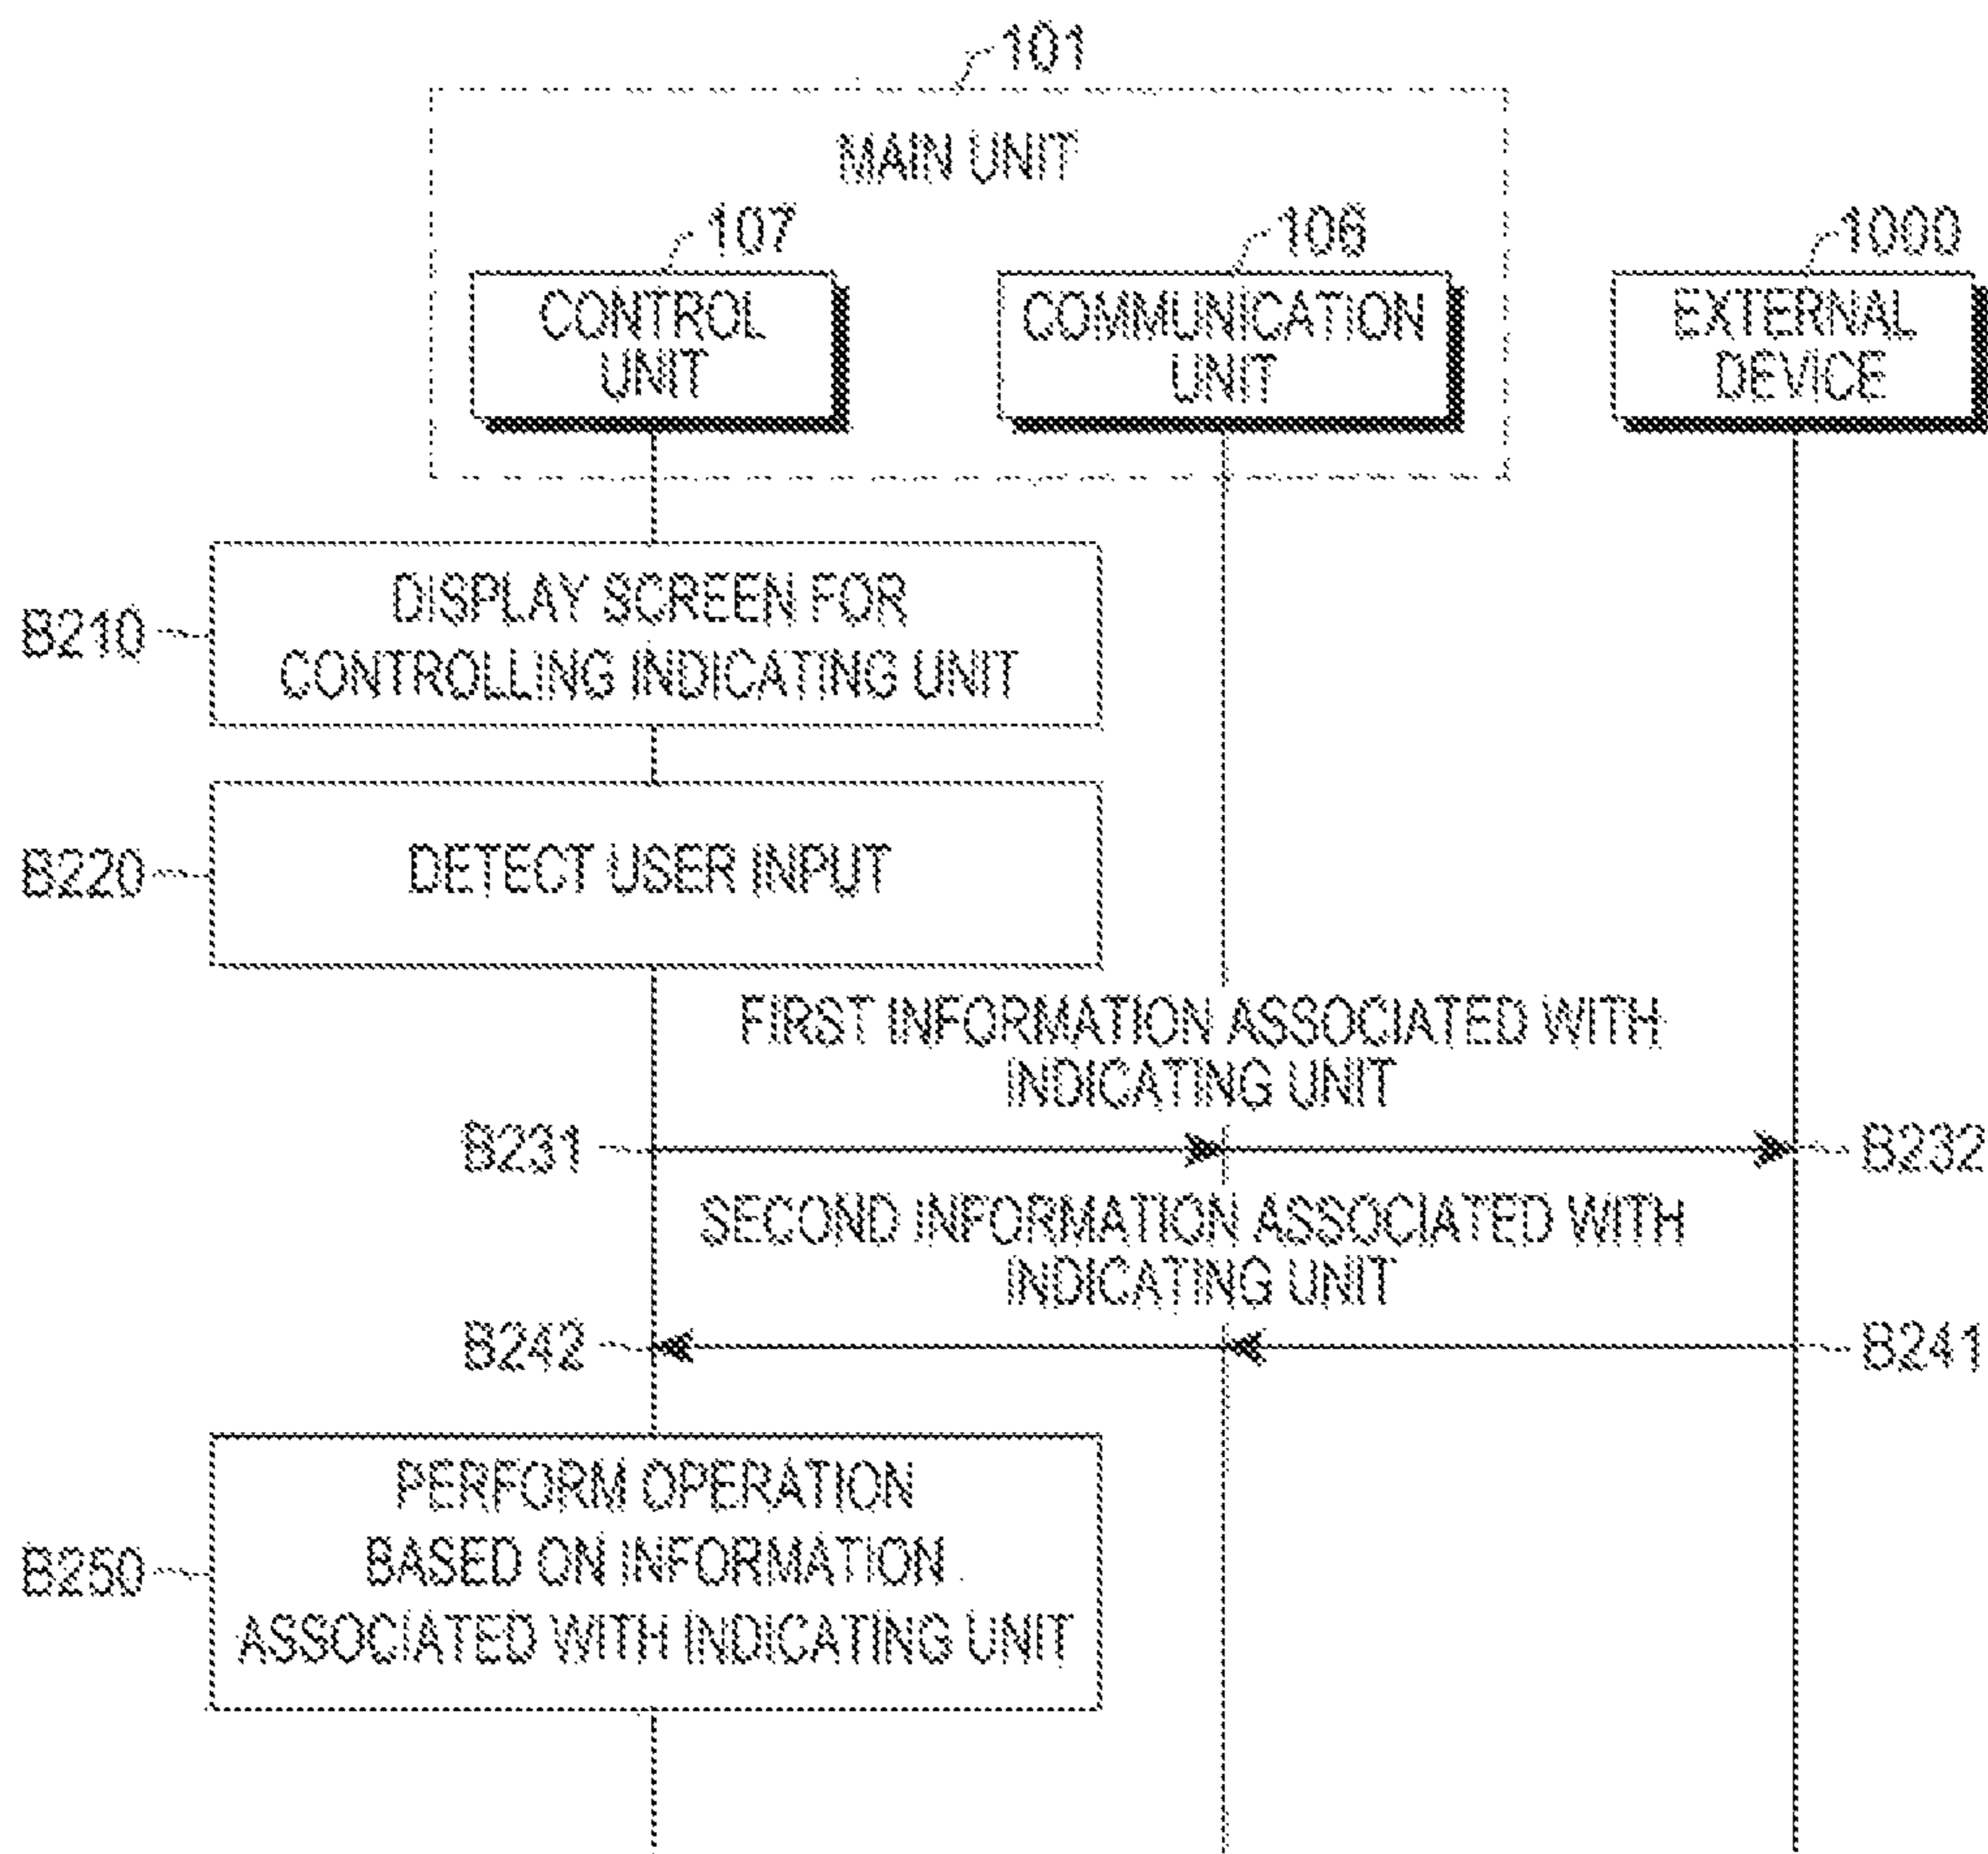 101
MAIN UNIT
107
106
1000
CONTROL
UNIT
COMMUNICATION
UNIT
EXTERNAL
DEVICE
B210
DISPLAY SCREEN FOR
CONTROLLING INDICATING UNIT
B220
DETECT USER INPUT
FIRST INFORMATION ASSOCIATED WITH
INDICATING UNIT
B231
B232
SECOND INFORMATION ASSOCIATED WITH
INDICATING UNIT
B242
B241
B250
PERFORM OPERATION
BASED ON INFORMATION
ASSOCIATED WITH INDICATING UNIT